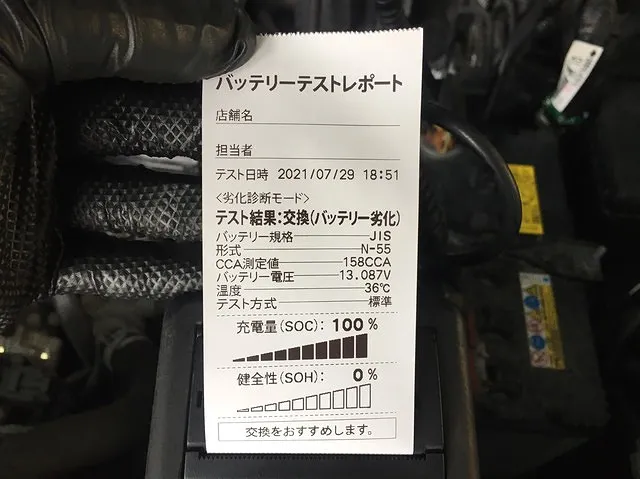 バッテリーテストレポート
店舗名
担当者
テスト日時 2021/07/29 18:51
<劣化診断モード>
テスト結果:交換(バッテリー劣化)
バッテリー規格 JIS
形式 N-55
CCA測定値 158CCA
バッテリー電圧 13.087V
温度 36℃
テスト方式 標準
充電量(SOC): 100 %
健全性(SOH): 0 %
交換をおすすめします。